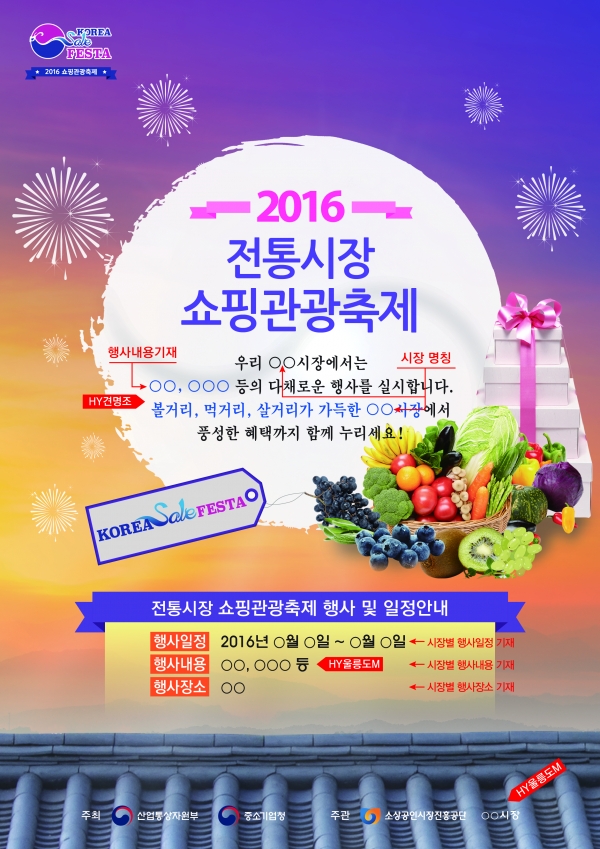 KOREA
Sale
FESTA
★ 2016 쇼핑관광축제 ★
2016
전통시장
쇼핑관광축제
행사내용기재
시장 명칭
우리 ○○시장에서는
○○, ○○○ 등의 다채로운 행사를 실시합니다.
HY견명조
볼거리, 먹거리, 살거리가 가득한 ○○시장에서
풍성한 혜택까지 함께 누리세요!
KOREA Sale FESTA
전통시장 쇼핑관광축제 행사 및 일정안내
행사일정 2016년 ○월 ○일 ~ ○월 ○일 ← 시장별 행사일정 기재
행사내용 ○○, ○○○ 등 HY울릉도M ← 시장별 행사내용 기재
행사장소 ○○ ← 시장별 행사장소 기재
HY울릉도M
주최 산업통상자원부 중소기업청 주관 소상공인시장진흥공단 ○○시장